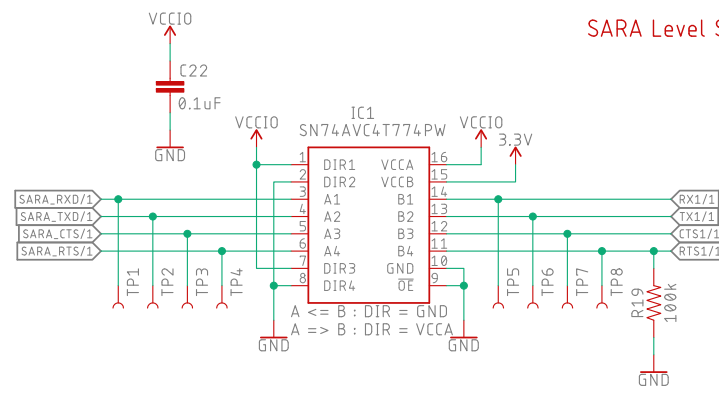 SARA Level S
VCCIO
C22
0.1uF
GND
IC1
SN74AVC4T774PW
VCCIO
VCCIO
3.3V
1 DIR1 VCCA 16
2 DIR2 VCCB 15
SARA_RXD/1 3 A1 B1 14 RX1/1
SARA_TXD/1 4 A2 B2 13 TX1/1
SARA_CTS/1 5 A3 B3 12 CTS1/1
SARA_RTS/1 6 A4 B4 11 RTS1/1
7 DIR3 GND 10
8 DIR4 OE 9
TP1
TP2
TP3
TP4
TP5
TP6
TP7
TP8
R19
100k
A <= B : DIR = GND
A => B : DIR = VCCA
GND
GND
GND